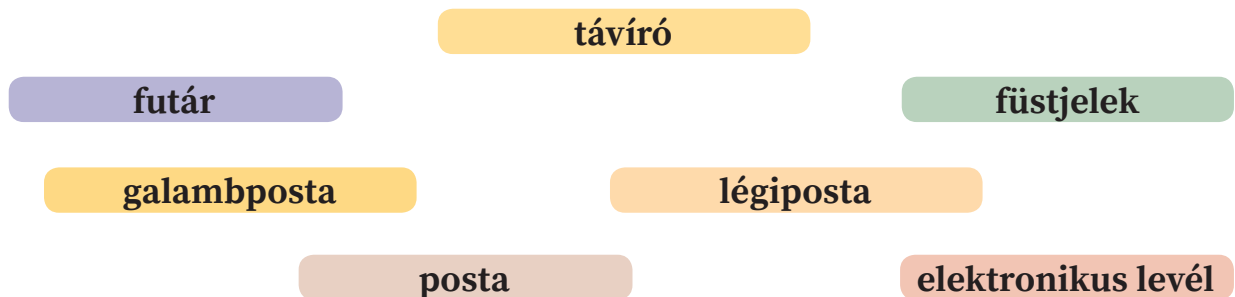 távíró
futár
füstjelek
galambposta
légiposta
posta
elektronikus levél